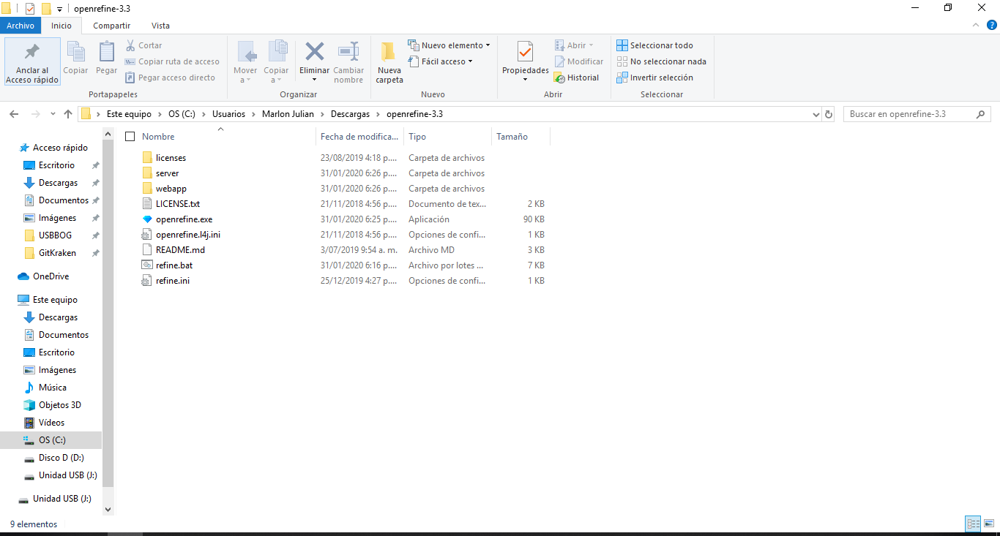 openrefine-3.3
Archivo Inicio Compartir Vista
Anclar al Acceso rápido
Copiar
Pegar
Cortar
Copiar ruta de acceso
Pegar acceso directo
Portapapeles
Mover a
Copiar a
Eliminar
Cambiar nombre
Organizar
Nueva carpeta
Nuevo elemento
Fácil acceso
Nuevo
Propiedades
Abrir
Modificar
Historial
Abrir
Seleccionar todo
No seleccionar nada
Invertir selección
Seleccionar
Este equipo > OS (C:) > Usuarios > Marlon Julian > Descargas > openrefine-3.3
Buscar en openrefine-3.3
Acceso rápido
Escritorio
Descargas
Documentos
Imágenes
USBBOG
GitKraken
OneDrive
Este equipo
Descargas
Documentos
Escritorio
Imágenes
Música
Objetos 3D
Vídeos
OS (C:)
Disco D (D:)
Unidad USB (J:)
Unidad USB (J:)
Nombre Fecha de modifica... Tipo Tamaño
licenses 23/08/2019 4:18 p.... Carpeta de archivos
server 31/01/2020 6:26 p.... Carpeta de archivos
webapp 31/01/2020 6:26 p.... Carpeta de archivos
LICENSE.txt 21/11/2018 4:56 p.... Documento de tex... 2 KB
openrefine.exe 31/01/2020 6:25 p.... Aplicación 90 KB
openrefine.l4j.ini 21/11/2018 4:56 p.... Opciones de confi... 1 KB
README.md 3/07/2019 9:54 a. m. Archivo MD 3 KB
refine.bat 31/01/2020 6:16 p.... Archivo por lotes ... 7 KB
refine.ini 25/12/2019 4:27 p.... Opciones de confi... 1 KB
9 elementos